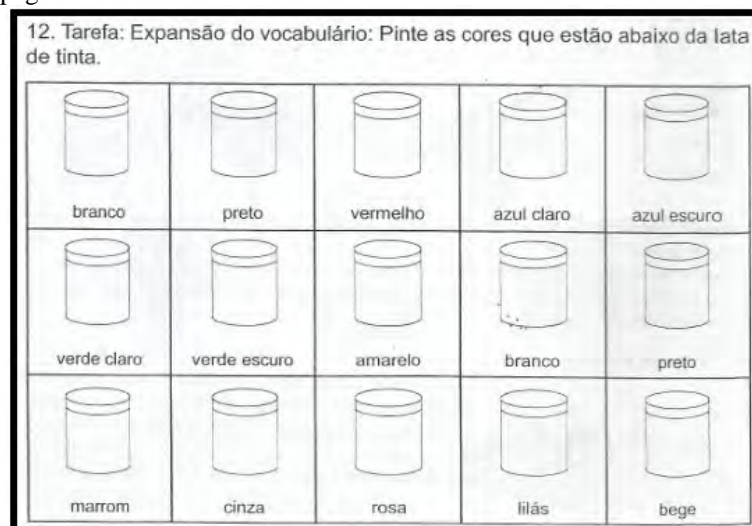 12. Tarefa: Expansão do vocabulário: Pinte as cores que estão abaixo da lata
de tinta.
branco preto vermelho azul claro azul escuro
verde claro verde escuro amarelo branco preto
marrom cinza rosa lilás bege